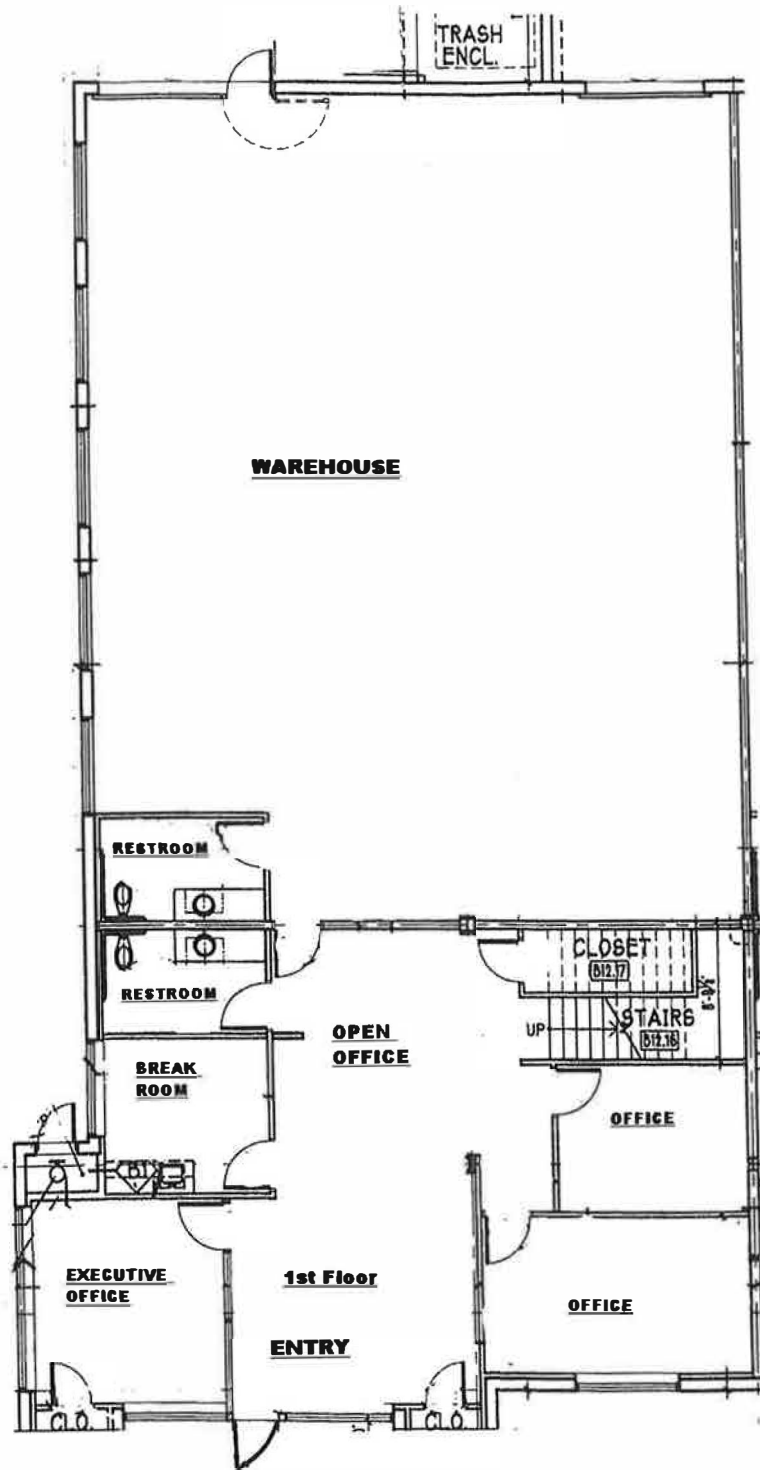 TRASH
ENCL.
WAREHOUSE
RESTROOM
CLOSET
B12.17
RESTROOM
OPEN
OFFICE
UP
STAIRS
B12.16
BREAK
ROOM
OFFICE
EXECUTIVE
OFFICE
1st Floor
OFFICE
ENTRY
CLO.
CLO.